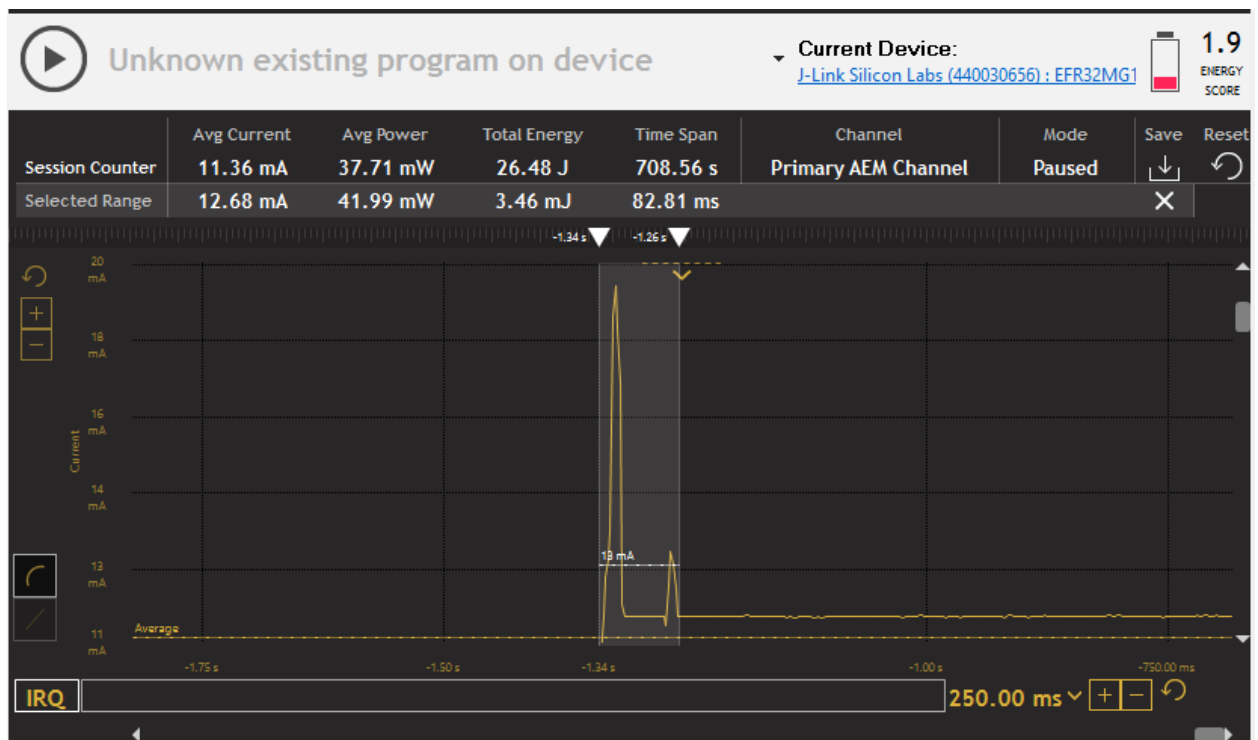 Unknown existing program on device
Current Device:
J-Link Silicon Labs (440030656) : EFR32MG1
1.9
ENERGY
SCORE
Avg Current Avg Power Total Energy Time Span Channel Mode Save Reset
Session Counter 11.36 mA 37.71 mW 26.48 J 708.56 s Primary AEM Channel Paused
Selected Range 12.68 mA 41.99 mW 3.46 mJ 82.81 ms
-1.34 s -1.26 s
20
mA
18
mA
16
mA
Current
14
mA
13 mA
13
mA
Average
11
mA
-1.75 s -1.50 s -1.34 s -1.00 s -750.00 ms
IRQ 250.00 ms